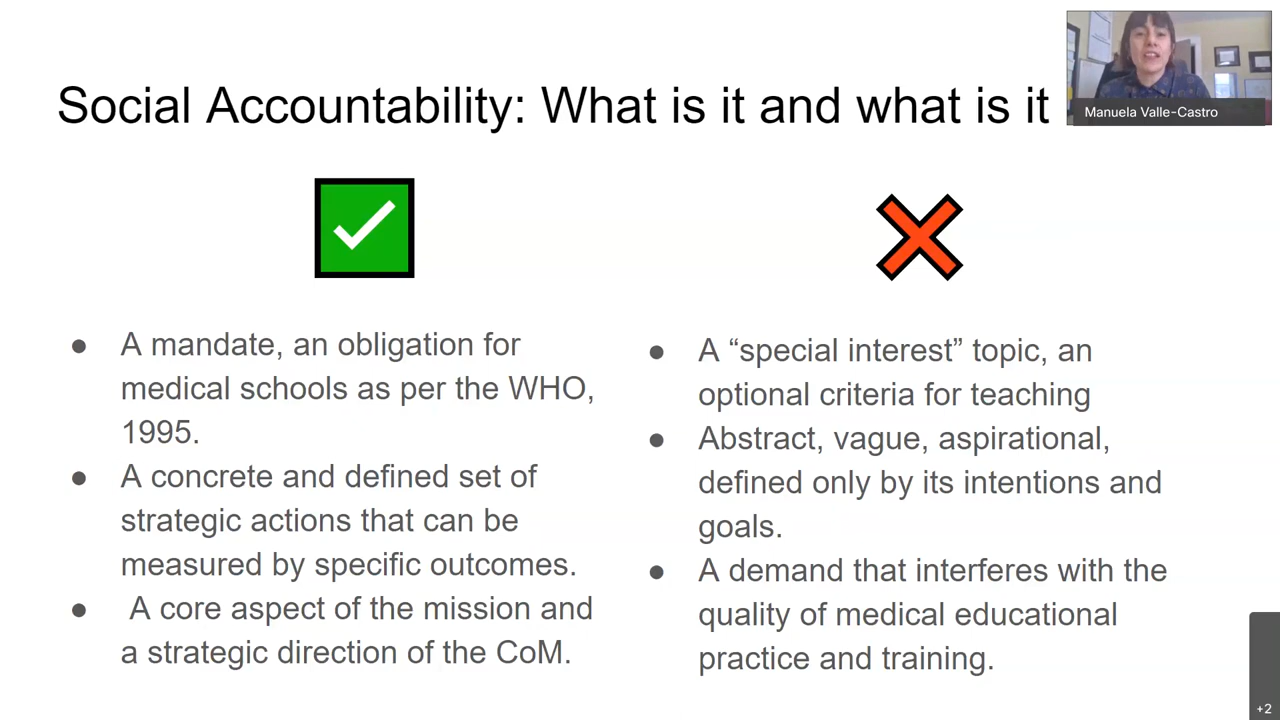 Social Accountability: What is it and what is it
Manuela Valle-Castro
● A mandate, an obligation for
medical schools as per the WHO,
1995.
● A concrete and defined set of
strategic actions that can be
measured by specific outcomes.
● A core aspect of the mission and
a strategic direction of the CoM.
● A “special interest” topic, an
optional criteria for teaching
● Abstract, vague, aspirational,
defined only by its intentions and
goals.
● A demand that interferes with the
quality of medical educational
practice and training.
+2